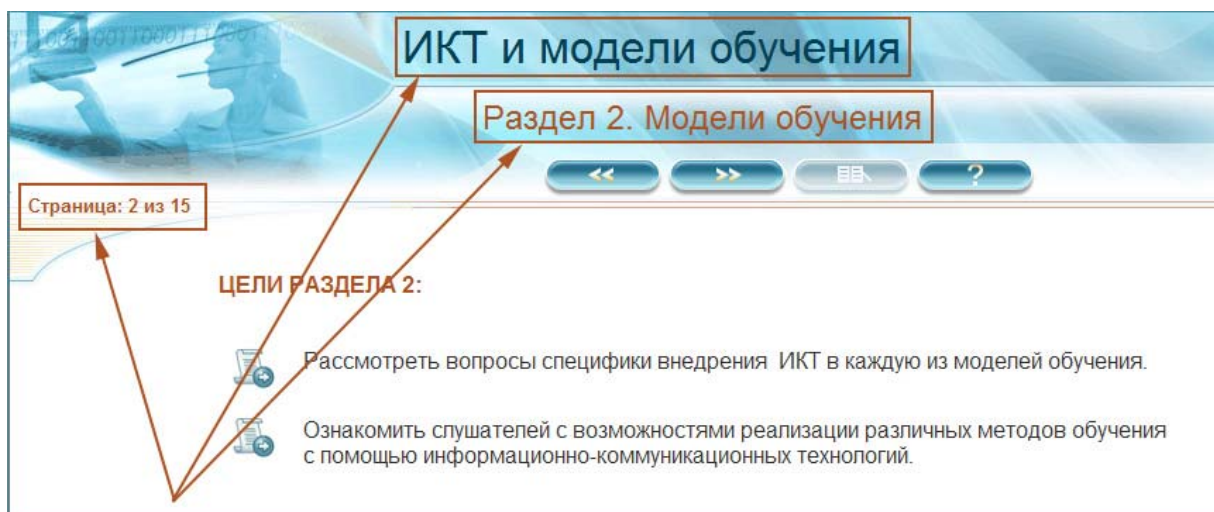 ИКТ и модели обучения
Раздел 2. Модели обучения
<< >> ?
Страница: 2 из 15
ЦЕЛИ РАЗДЕЛА 2:
Рассмотреть вопросы специфики внедрения ИКТ в каждую из моделей обучения.
Ознакомить слушателей с возможностями реализации различных методов обучения
с помощью информационно-коммуникационных технологий.